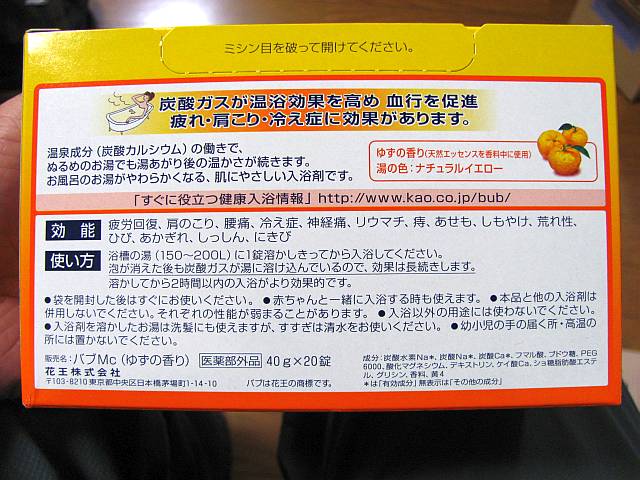 ミシン目を破って開けてください。
炭酸ガスが温浴効果を高め 血行を促進
疲れ・肩こり・冷え症に効果があります。
温泉成分(炭酸カルシウム)の働きで、
ぬるめのお湯でも湯あがり後の温かさが続きます。
お風呂のお湯がやわらかくなる、肌にやさしい入浴剤です。
ゆずの香り(天然エッセンスを香料中に使用)
湯の色:ナチュラルイエロー
「すぐに役立つ健康入浴情報」http://www.kao.co.jp/bub/
効能 疲労回復、肩のこり、腰痛、冷え症、神経痛、リウマチ、痔、あせも、しもやけ、荒れ性、
ひび、あかぎれ、しっしん、にきび
使い方 浴槽の湯(150〜200L)に1錠溶かしきってから入浴してください。
泡が消えた後も炭酸ガスが湯に溶け込んでいるので、効果は長続きします。
溶かしてから2時間以内の入浴がより効果的です。
●袋を開封した後はすぐにお使いください。●赤ちゃんと一緒に入浴する時も使えます。●本品と他の入浴剤は
併用しないでください。それぞれの性能が弱まることがあります。●入浴以外の用途には使わないでください。
●入浴剤を溶かしたお湯は洗髪にも使えますが、すすぎは清水をお使いください。●幼小児の手の届く所・高温の
所には置かないでください。
販売名:バブMc(ゆずの香り) 医薬部外品 40g×20錠
花王株式会社
〒103-8210 東京都中央区日本橋茅場町1-14-10 バブは花王の商標です。
成分:炭酸水素Na*、炭酸Na*、炭酸Ca*、フマル酸、ブドウ糖、PEG
6000、酸化マグネシウム、デキストリン、ケイ酸Ca、ショ糖脂肪酸エステ
ル、グリシン、香料、黄4
*は「有効成分」無表示は「その他の成分」